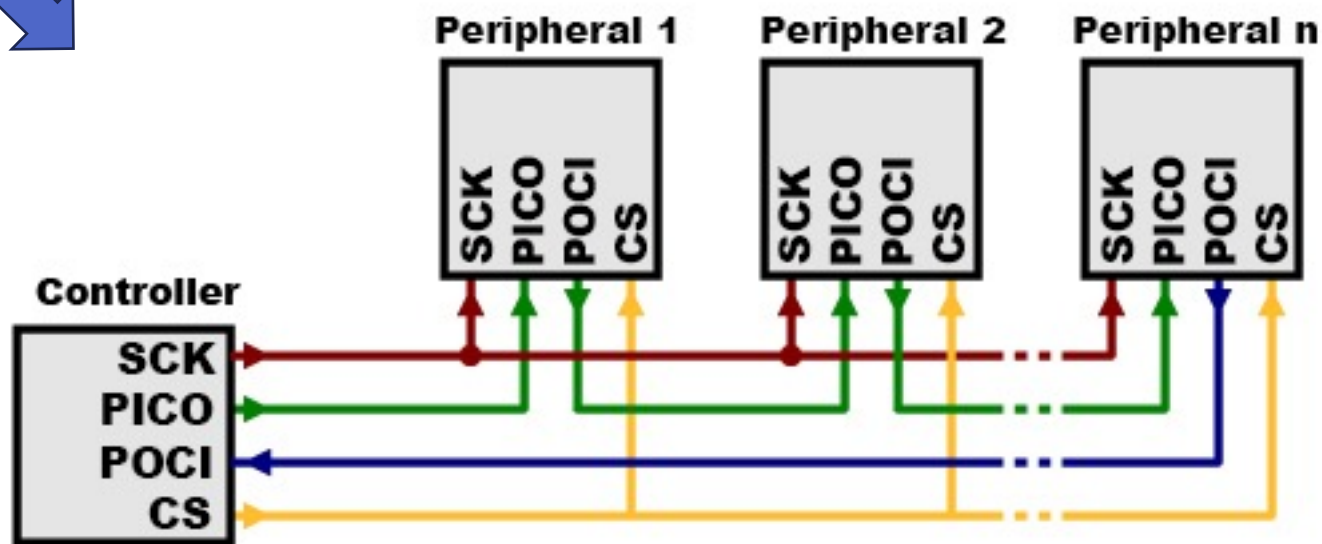 Peripheral 1
Peripheral 2
Peripheral n
SCK
PICO
POCI
CS
SCK
PICO
POCI
CS
SCK
PICO
POCI
CS
Controller
SCK
PICO
POCI
CS